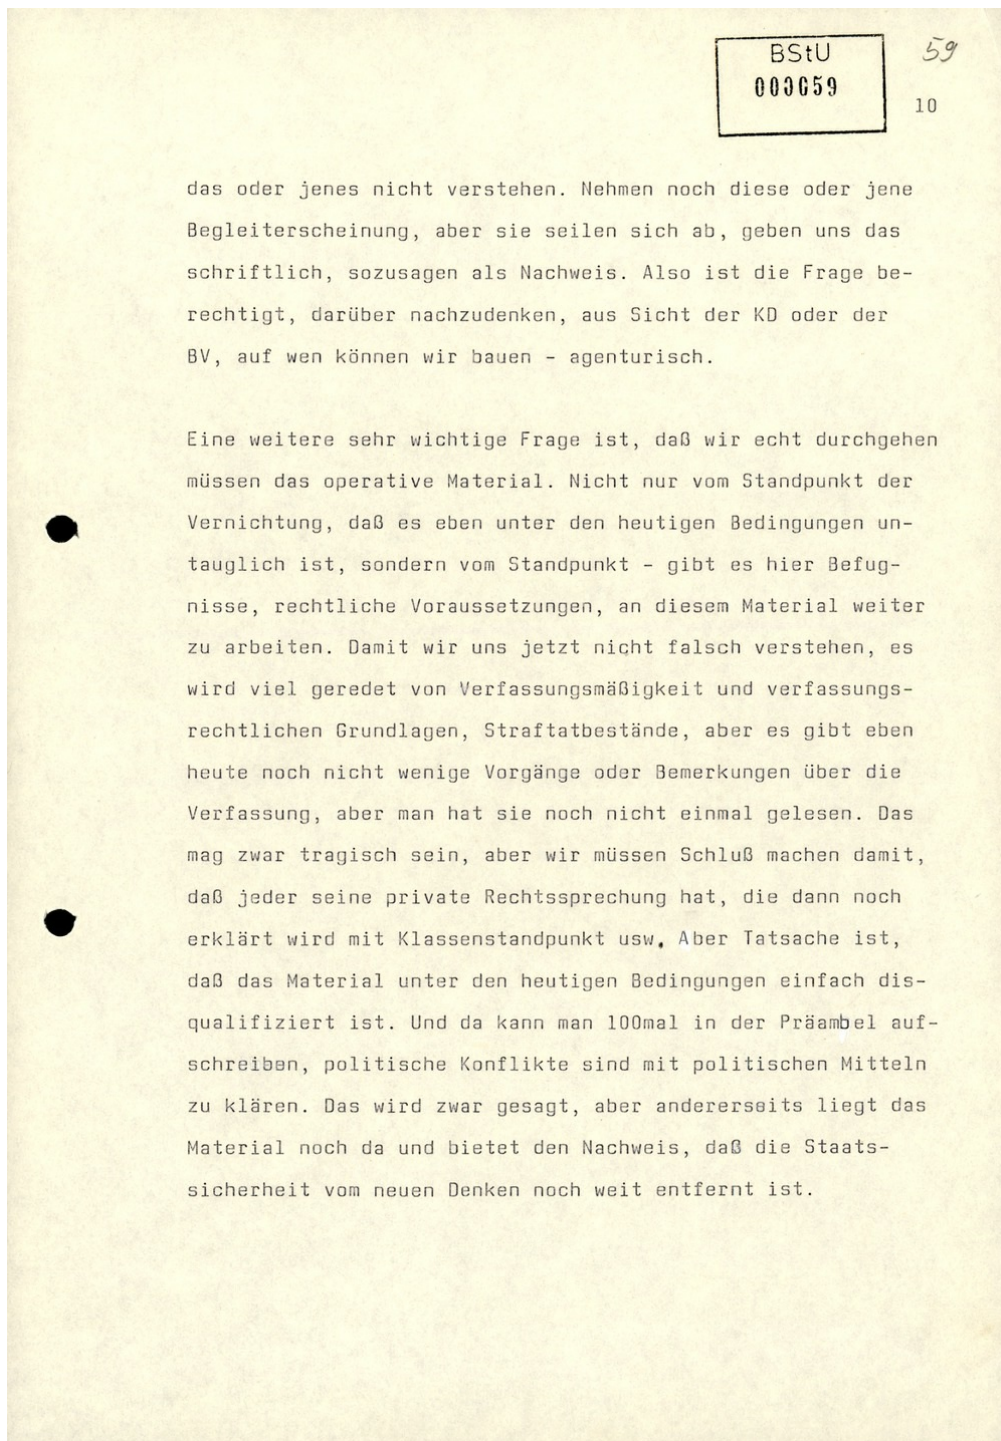 BStU
000059
59
10
das oder jenes nicht verstehen. Nehmen noch diese oder jene
Begleiterscheinung, aber sie seilen sich ab, geben uns das
schriftlich, sozusagen als Nachweis. Also ist die Frage be-
rechtigt, darüber nachzudenken, aus Sicht der KD oder der
BV, auf wen können wir bauen - agenturisch.
Eine weitere sehr wichtige Frage ist, daß wir echt durchgehen
müssen das operative Material. Nicht nur vom Standpunkt der
Vernichtung, daß es eben unter den heutigen Bedingungen un-
tauglich ist, sondern vom Standpunkt - gibt es hier Befug-
nisse, rechtliche Voraussetzungen, an diesem Material weiter
zu arbeiten. Damit wir uns jetzt nicht falsch verstehen, es
wird viel geredet von Verfassungsmäßigkeit und verfassungs-
rechtlichen Grundlagen, Straftatbestände, aber es gibt eben
heute noch nicht wenige Vorgänge oder Bemerkungen über die
Verfassung, aber man hat sie noch nicht einmal gelesen. Das
mag zwar tragisch sein, aber wir müssen Schluß machen damit,
daß jeder seine private Rechtssprechung hat, die dann noch
erklärt wird mit Klassenstandpunkt usw. Aber Tatsache ist,
daß das Material unter den heutigen Bedingungen einfach dis-
qualifiziert ist. Und da kann man 100mal in der Präambel auf-
schreiben, politische Konflikte sind mit politischen Mitteln
zu klären. Das wird zwar gesagt, aber andererseits liegt das
Material noch da und bietet den Nachweis, daß die Staats-
sicherheit vom neuen Denken noch weit entfernt ist.